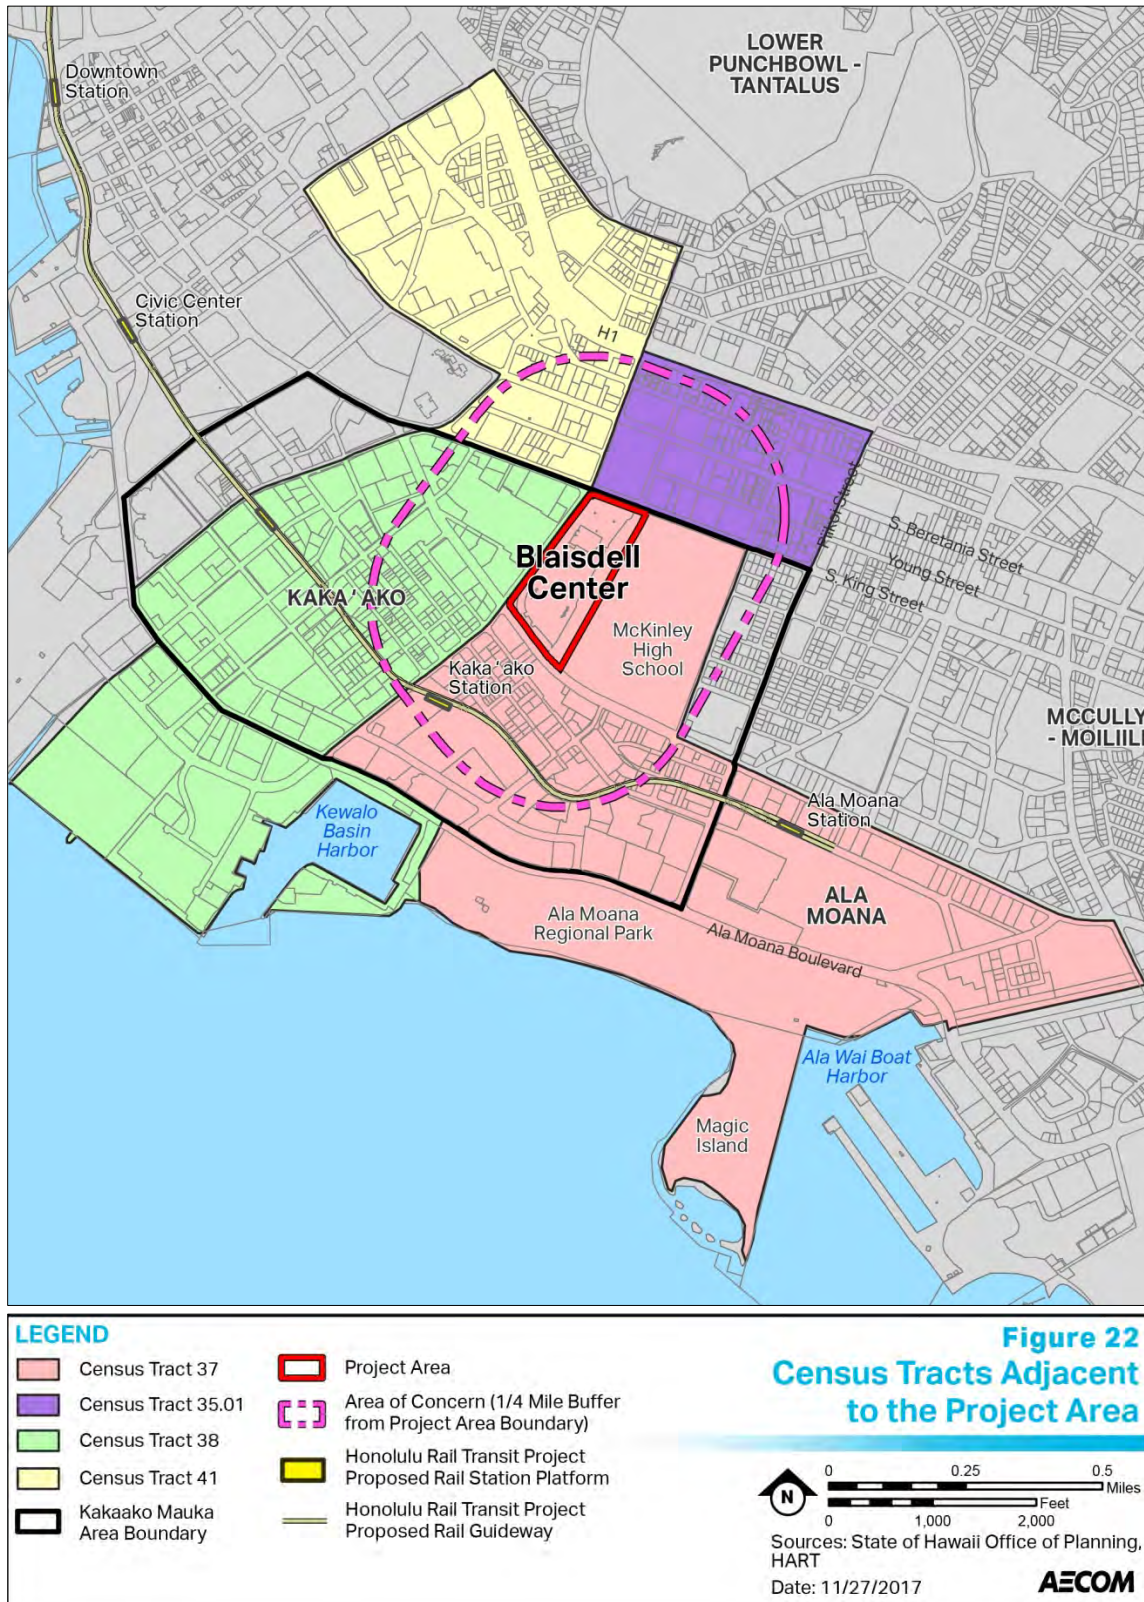 LOWER
PUNCHBOWL -
TANTALUS
Downtown
Station
Civic Center
Station
H1
Piikoi Street
S. Beretania Street
Young Street
S. King Street
Blaisdell
Center
KAKA‘AKO
McKinley
High
School
Kaka‘ako
Station
MCCULLY
- MOILIILI
Ala Moana
Station
Kewalo
Basin
Harbor
ALA
MOANA
Ala Moana
Regional Park
Ala Moana Boulevard
Ala Wai Boat
Harbor
Magic
Island
LEGEND
Census Tract 37
Census Tract 35.01
Census Tract 38
Census Tract 41
Kakaako Mauka
Area Boundary
Project Area
Area of Concern (1/4 Mile Buffer
from Project Area Boundary)
Honolulu Rail Transit Project
Proposed Rail Station Platform
Honolulu Rail Transit Project
Proposed Rail Guideway
Figure 22
Census Tracts Adjacent
to the Project Area
N
0 0.25 0.5
Miles
Feet
0 1,000 2,000
Sources: State of Hawaii Office of Planning,
HART
Date: 11/27/2017
AECOM